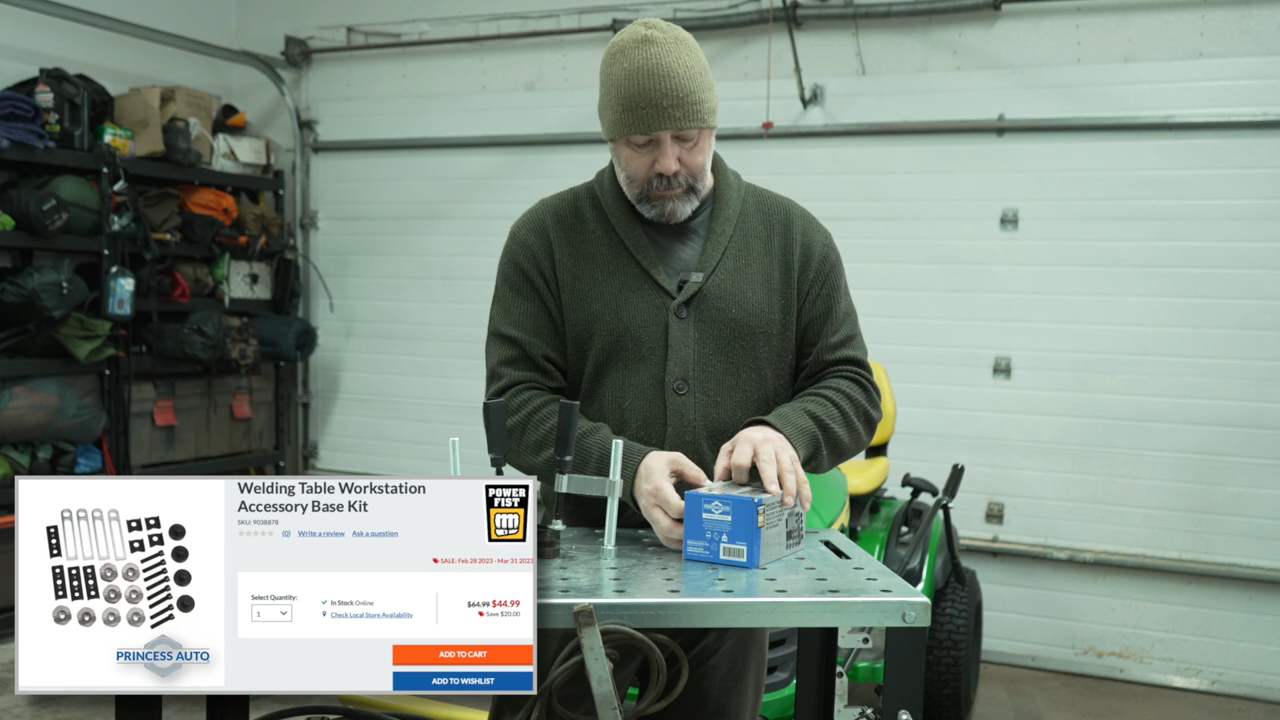 Welding Table Workstation
Accessory Base Kit
SKU: 9038878
(0) Write a review Ask a question
POWER
FIST
SALE: Feb 28 2023 - Mar 31 2023
Select Quantity:
1
In Stock Online
Check Local Store Availability
$64.99 $44.99
Save $20.00
ADD TO CART
ADD TO WISHLIST
PRINCESS AUTO
PRINCESS AUTO